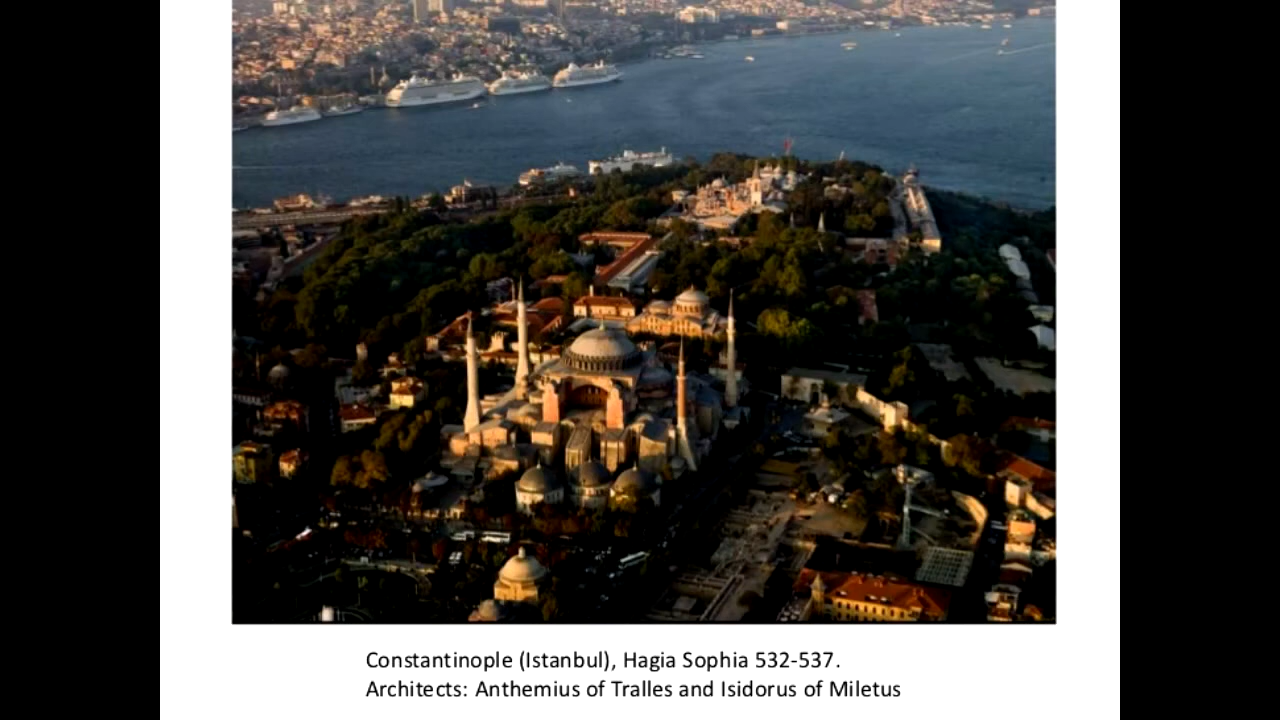 Constantinople (Istanbul), Hagia Sophia 532-537.
Architects: Anthemius of Tralles and Isidorus of Miletus